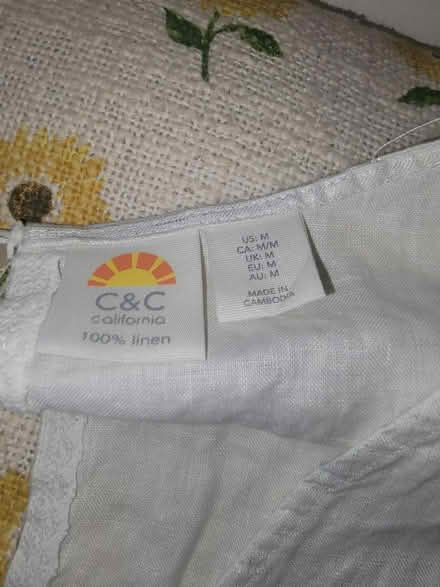 C&C
california
100% linen
US: M
CA: M/M
UK: M
EU: M
AU: M
MADE IN
CAMBODIA